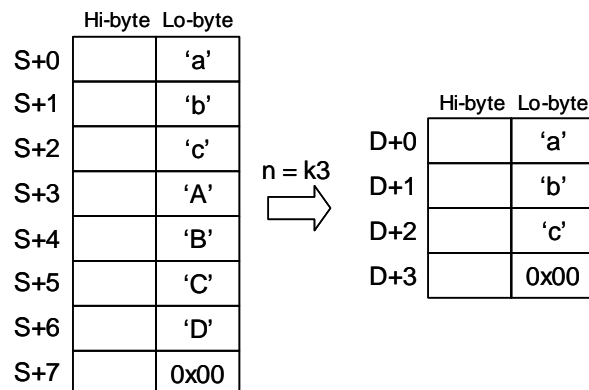 Hi-byte Lo-byte
S+0 ‘a’
S+1 ‘b’
S+2 ‘c’
S+3 ‘A’
S+4 ‘B’
S+5 ‘C’
S+6 ‘D’
S+7 0x00
n = k3
Hi-byte Lo-byte
D+0 ‘a’
D+1 ‘b’
D+2 ‘c’
D+3 0x00